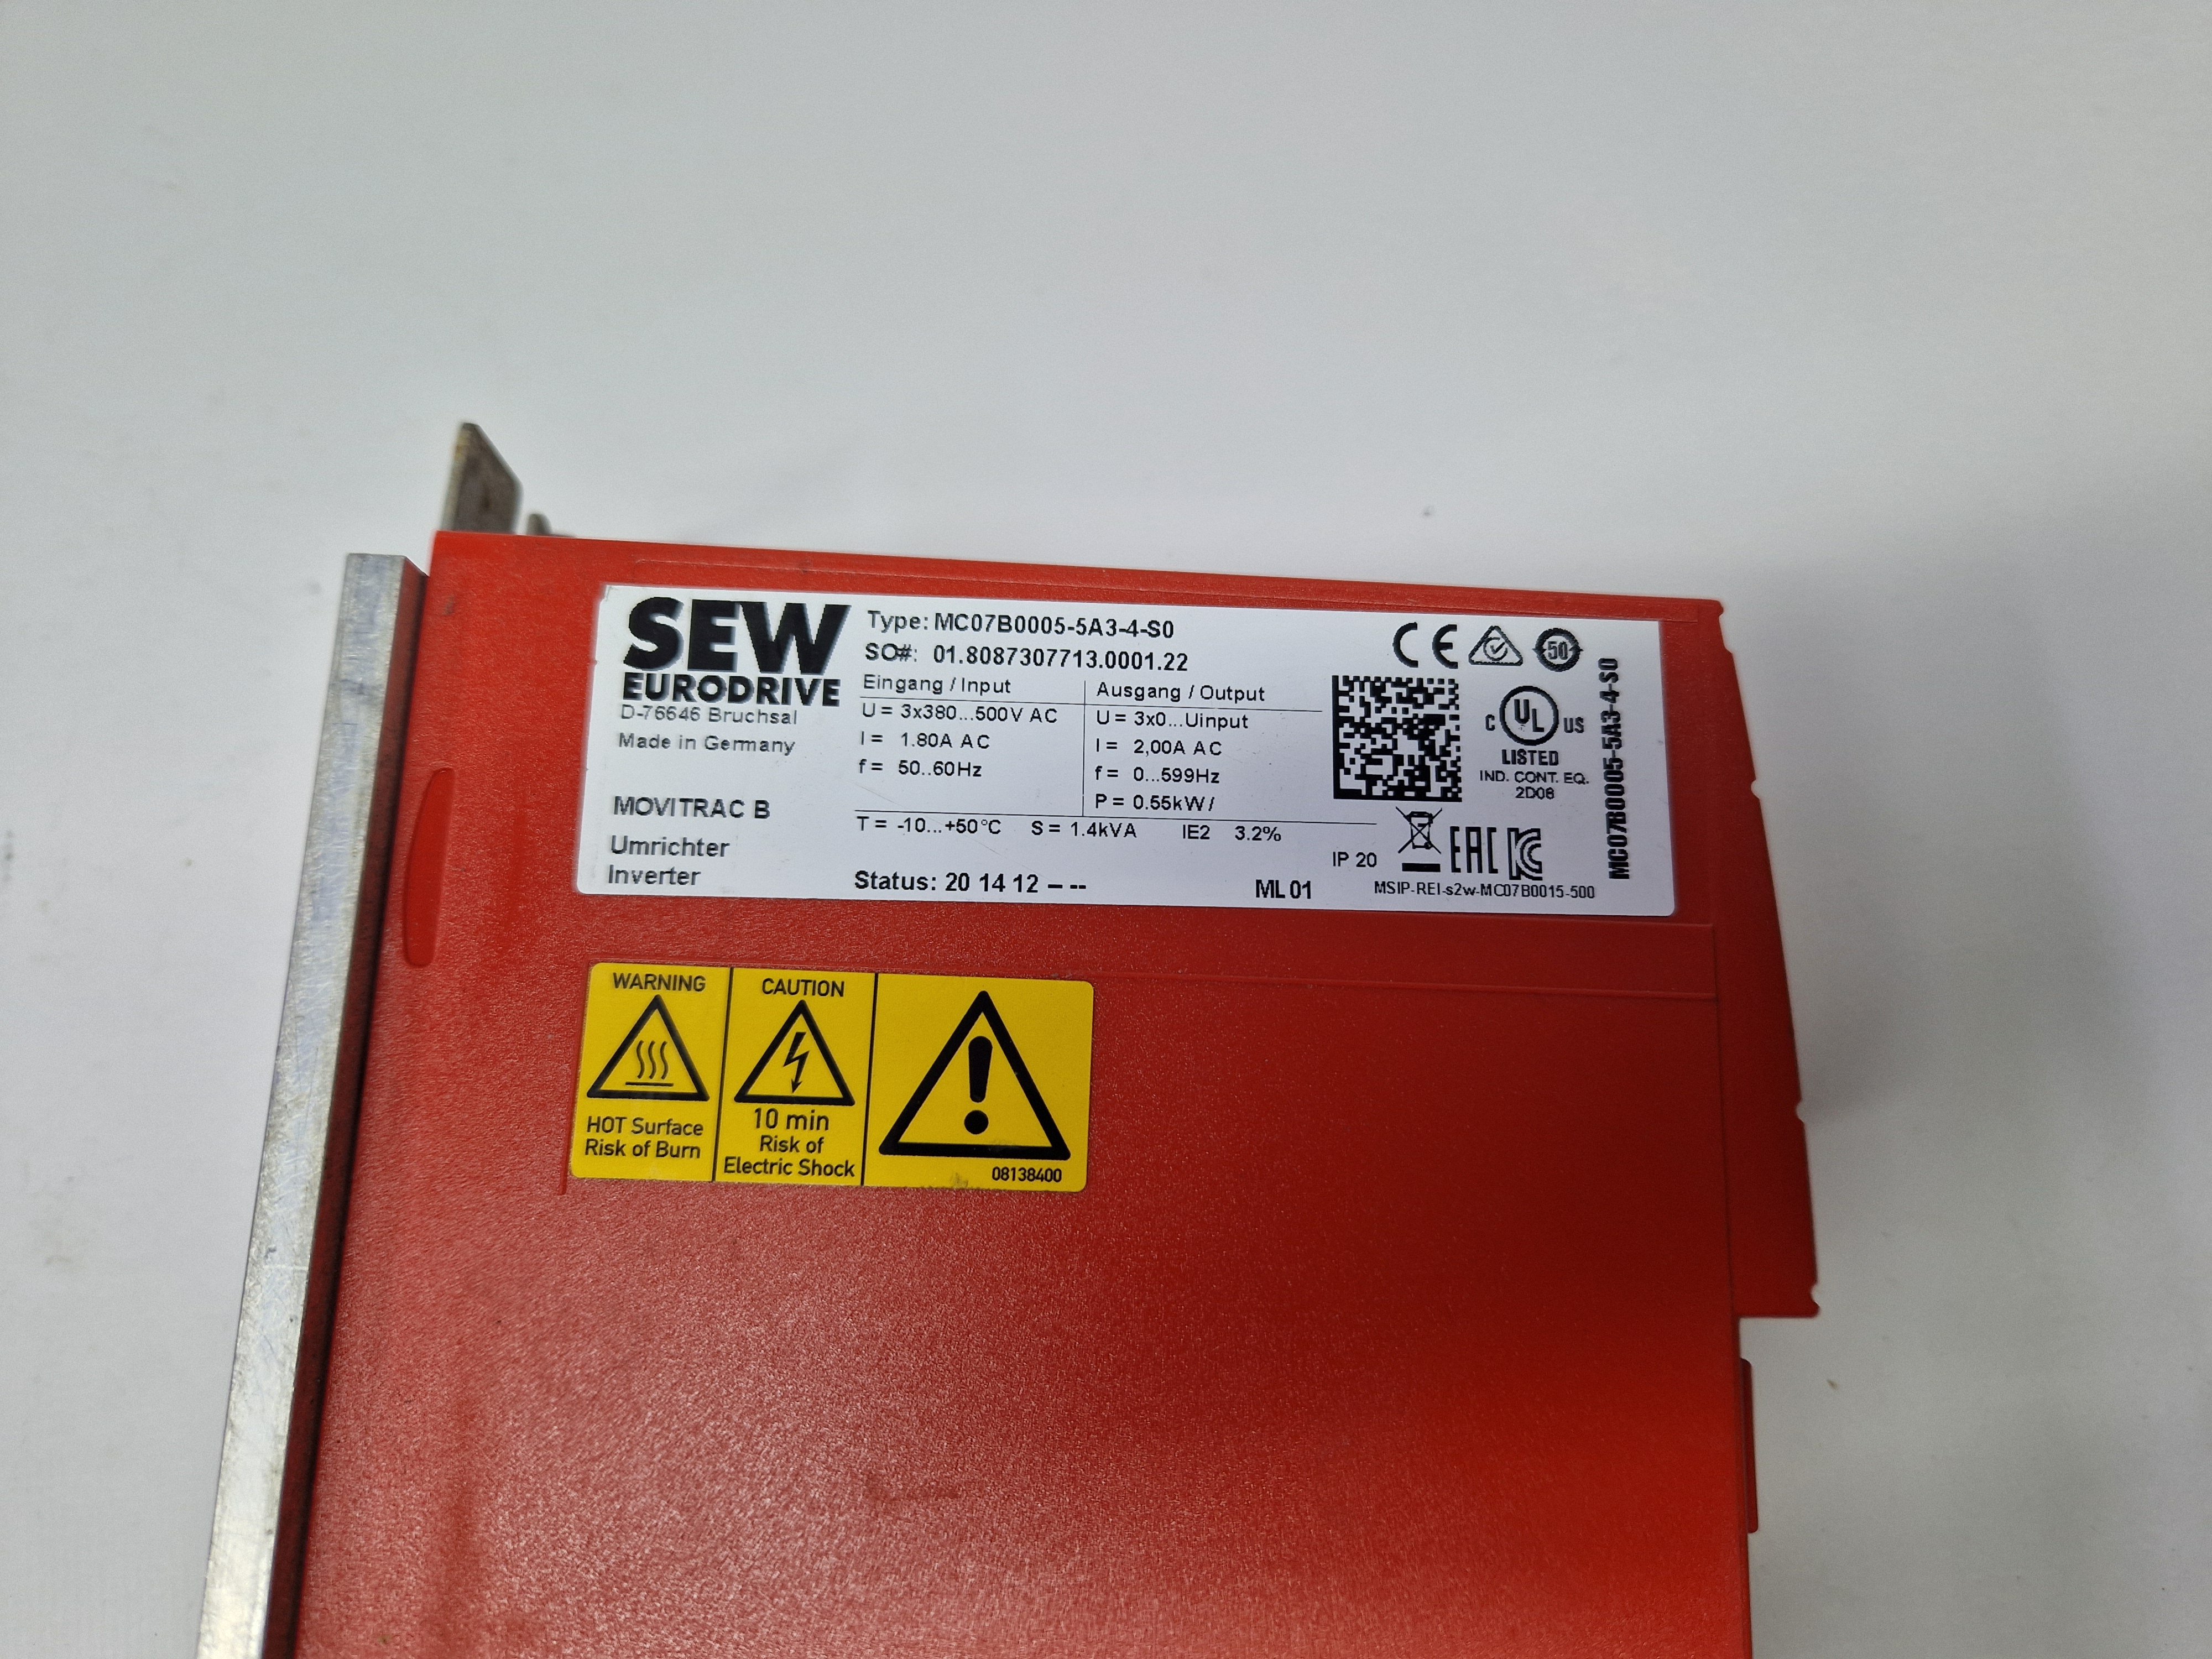 SEW
EURODRIVE
D-76646 Bruchsal
Made in Germany
MOVITRAC B
Umrichter
Inverter
Type: MC07B0005-5A3-4-S0
SO#: 01.8087307713.0001.22
Eingang / Input
U = 3x380...500V AC
I = 1.80A AC
f = 50..60Hz
Ausgang / Output
U = 3x0...Uinput
I = 2,00A AC
f = 0...599Hz
P = 0.55kW /
T = -10...+50°C S = 1.4kVA IE2 3.2%
Status: 20 14 12 – --
ML 01
IP 20
CE
50
C UL US
LISTED
IND. CONT. EQ.
2D08
EAC
MSIP-REI-s2w-MC07B0015-500
MC07B0005-5A3-4-S0
WARNING
HOT Surface
Risk of Burn
CAUTION
10 min
Risk of
Electric Shock
08138400